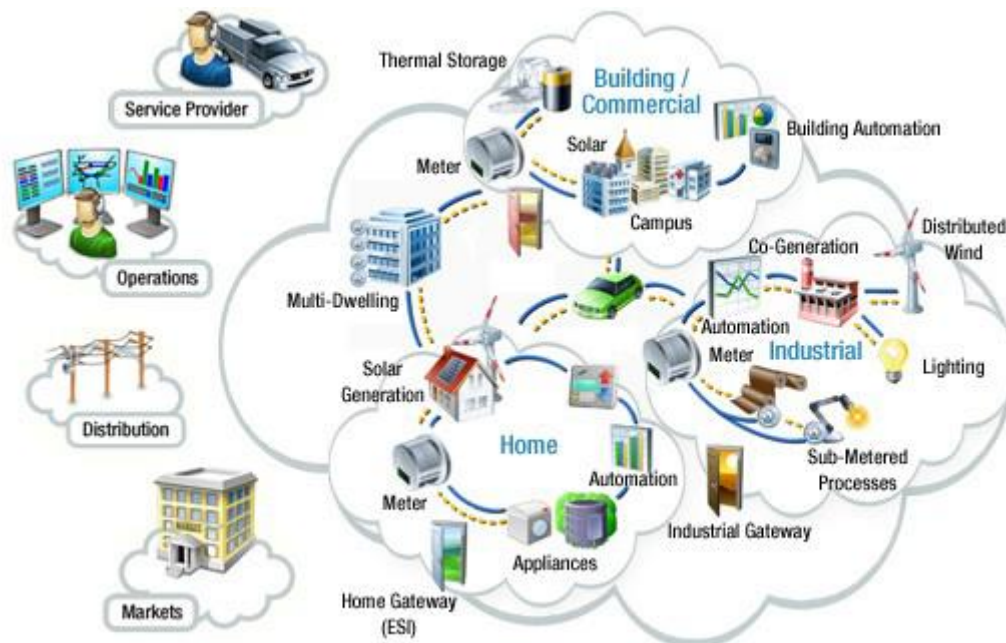 Service Provider
Operations
Distribution
Markets
Thermal Storage
Building /
Commercial
Building Automation
Meter
Solar
Campus
Multi-Dwelling
Distributed
Wind
Co-Generation
Automation
Meter
Industrial
Lighting
Sub-Metered
Processes
Industrial Gateway
Solar
Generation
Home
Meter
Automation
Appliances
Home Gateway
(ESI)